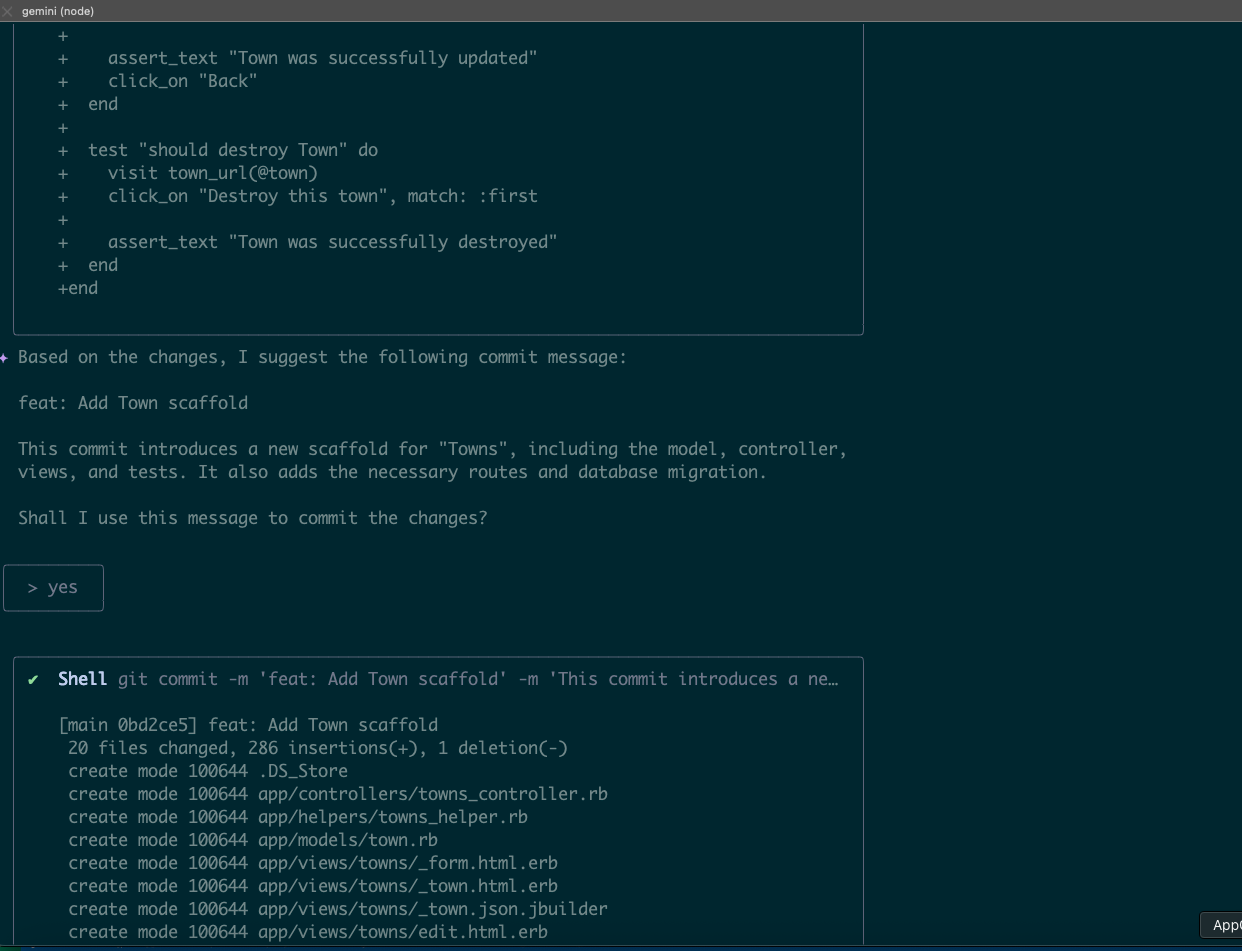 gemini (node)
+
+    assert_text "Town was successfully updated"
+    click_on "Back"
+  end
+
+  test "should destroy Town" do
+    visit town_url(@town)
+    click_on "Destroy this town", match: :first
+
+    assert_text "Town was successfully destroyed"
+  end
+end
✦ Based on the changes, I suggest the following commit message:
feat: Add Town scaffold
This commit introduces a new scaffold for "Towns", including the model, controller,
views, and tests. It also adds the necessary routes and database migration.
Shall I use this message to commit the changes?
> yes
✔ Shell git commit -m 'feat: Add Town scaffold' -m 'This commit introduces a ne…
[main 0bd2ce5] feat: Add Town scaffold
20 files changed, 286 insertions(+), 1 deletion(-)
create mode 100644 .DS_Store
create mode 100644 app/controllers/towns_controller.rb
create mode 100644 app/helpers/towns_helper.rb
create mode 100644 app/models/town.rb
create mode 100644 app/views/towns/_form.html.erb
create mode 100644 app/views/towns/_town.html.erb
create mode 100644 app/views/towns/_town.json.jbuilder
create mode 100644 app/views/towns/edit.html.erb